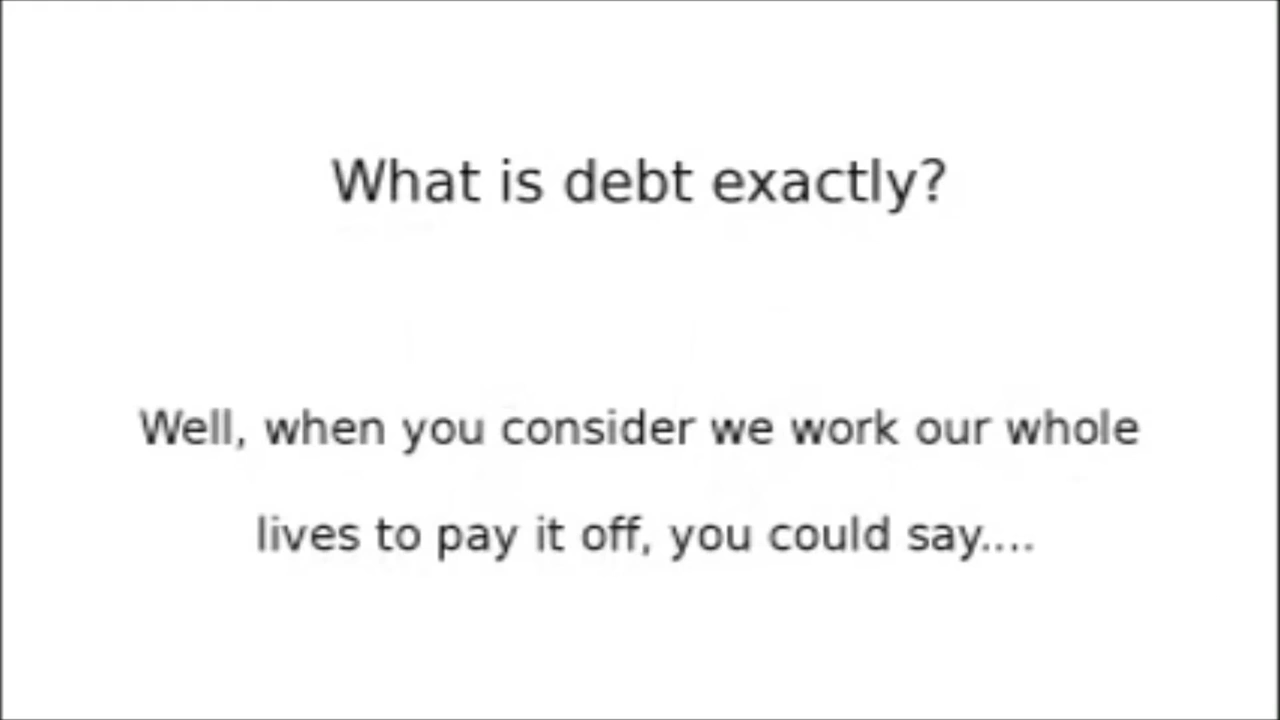 What is debt exactly?
Well, when you consider we work our whole
lives to pay it off, you could say....